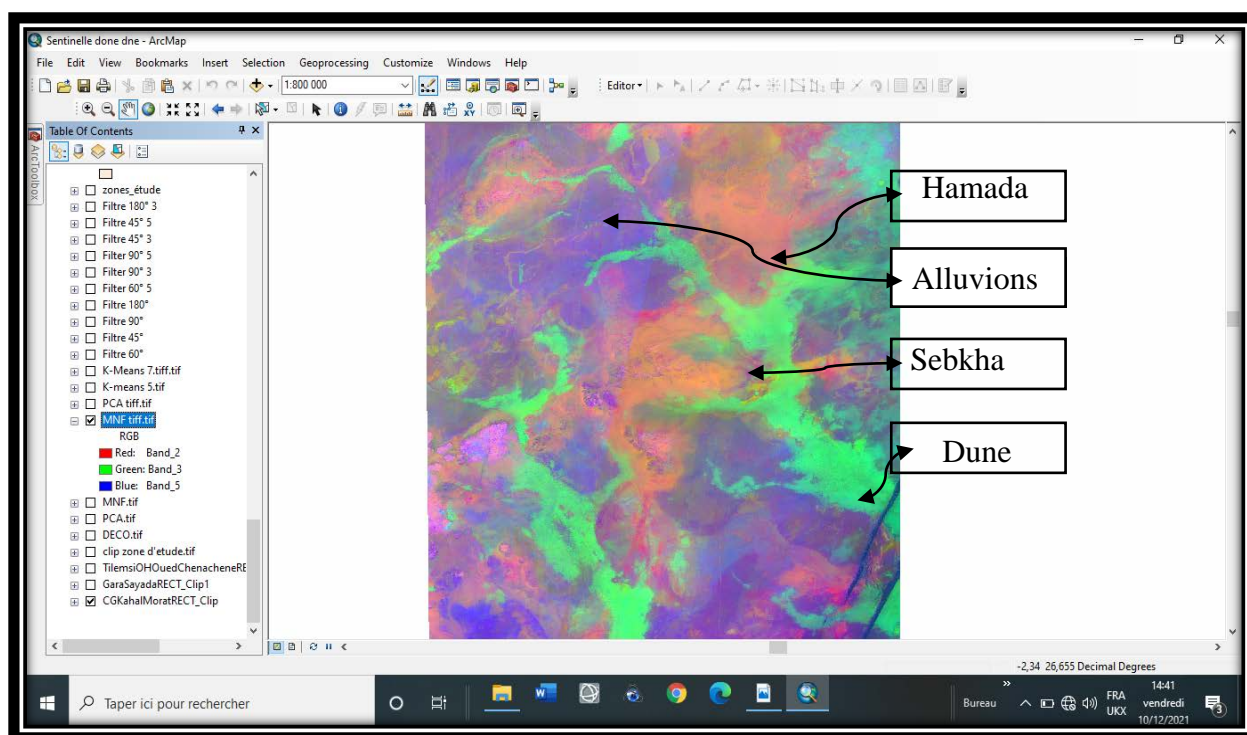 Sentinelle done dne - ArcMap
File Edit View Bookmarks Insert Selection Geoprocessing Customize Windows Help
1:800 000
Editor
Table Of Contents
ArcToolbox
zones_étude
Filtre 180° 3
Filtre 45° 5
Filtre 45° 3
Filter 90° 5
Filter 90° 3
Filter 60° 5
Filtre 180°
Filtre 90°
Filtre 45°
Filtre 60°
K-Means 7.tiff.tif
K-means 5.tif
PCA tiff.tif
MNF tiff.tif
RGB
Red: Band_2
Green: Band_3
Blue: Band_5
MNF.tif
PCA.tif
DECO.tif
clip zone d'etude.tif
TilemsiOHOuedChenacheneRE
GaraSayadaRECT_Clip1
CGKahalMoratRECT_Clip
Hamada
Alluvions
Sebkha
Dune
-2,34 26,655 Decimal Degrees
Taper ici pour rechercher
Bureau
FRA
UKX
14:41
vendredi
10/12/2021
3